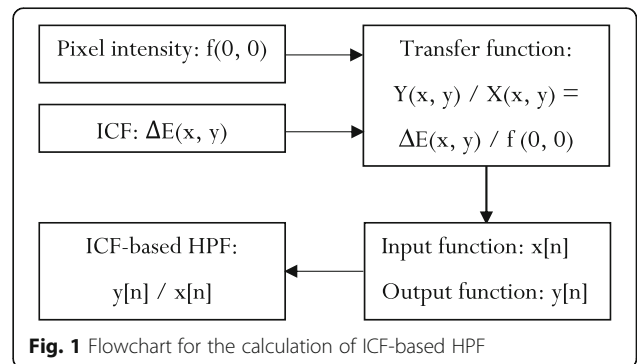 Pixel intensity: f(0, 0)
ICF: ΔE(x, y)
Transfer function:
Y(x, y) / X(x, y) =
ΔE(x, y) / f (0, 0)
Input function: x[n]
Output function: y[n]
ICF-based HPF:
y[n] / x[n]
Fig. 1 Flowchart for the calculation of ICF-based HPF